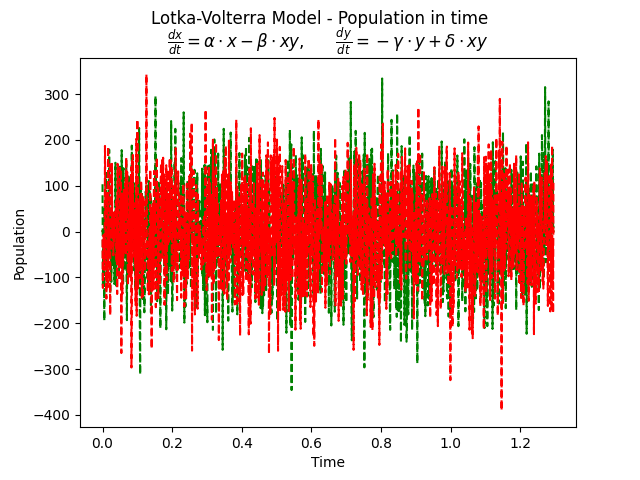 Lotka-Volterra Model - Population in time
dx/dt = α · x − β · xy, dy/dt = − γ · y + δ · xy
300
200
100
0
−100
−200
−300
−400
Population
0.0 0.2 0.4 0.6 0.8 1.0 1.2
Time